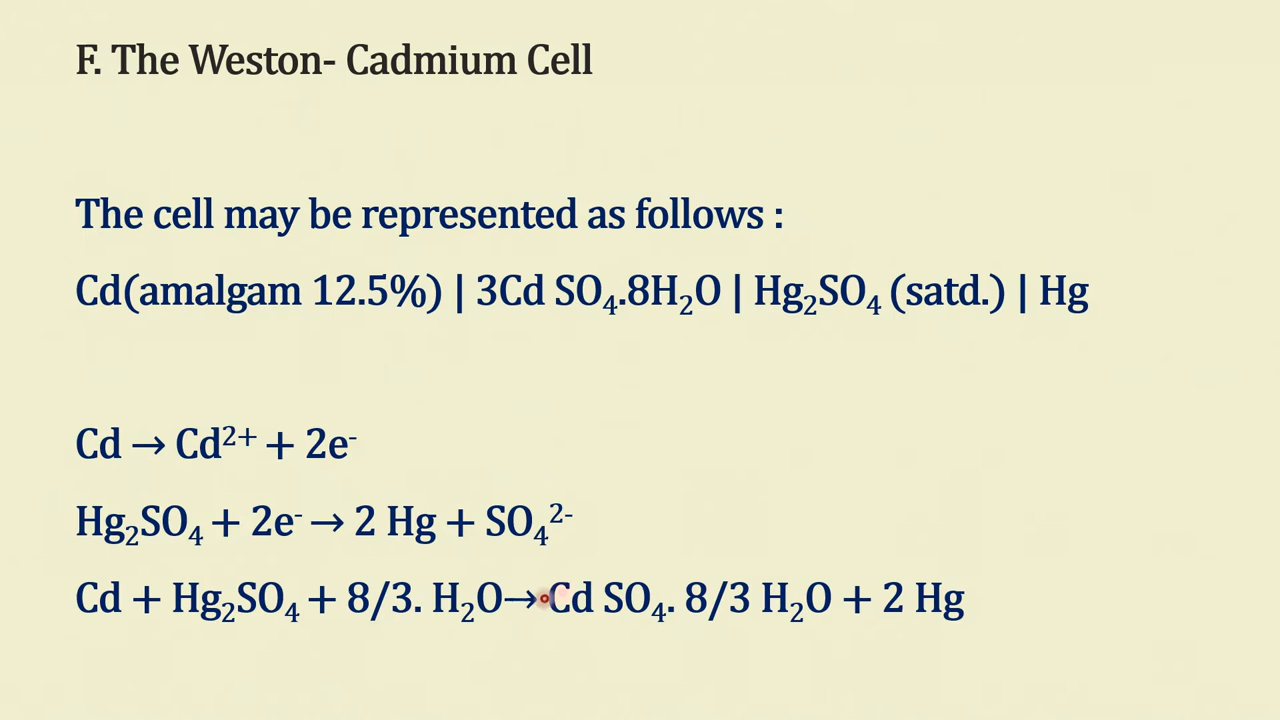 F. The Weston- Cadmium Cell
The cell may be represented as follows :
Cd(amalgam 12.5%) | 3Cd SO₄.8H₂O | Hg₂SO₄ (satd.) | Hg
Cd → Cd²⁺ + 2e⁻
Hg₂SO₄ + 2e⁻ → 2 Hg + SO₄²⁻
Cd + Hg₂SO₄ + 8/3. H₂O→Cd SO₄. 8/3 H₂O + 2 Hg